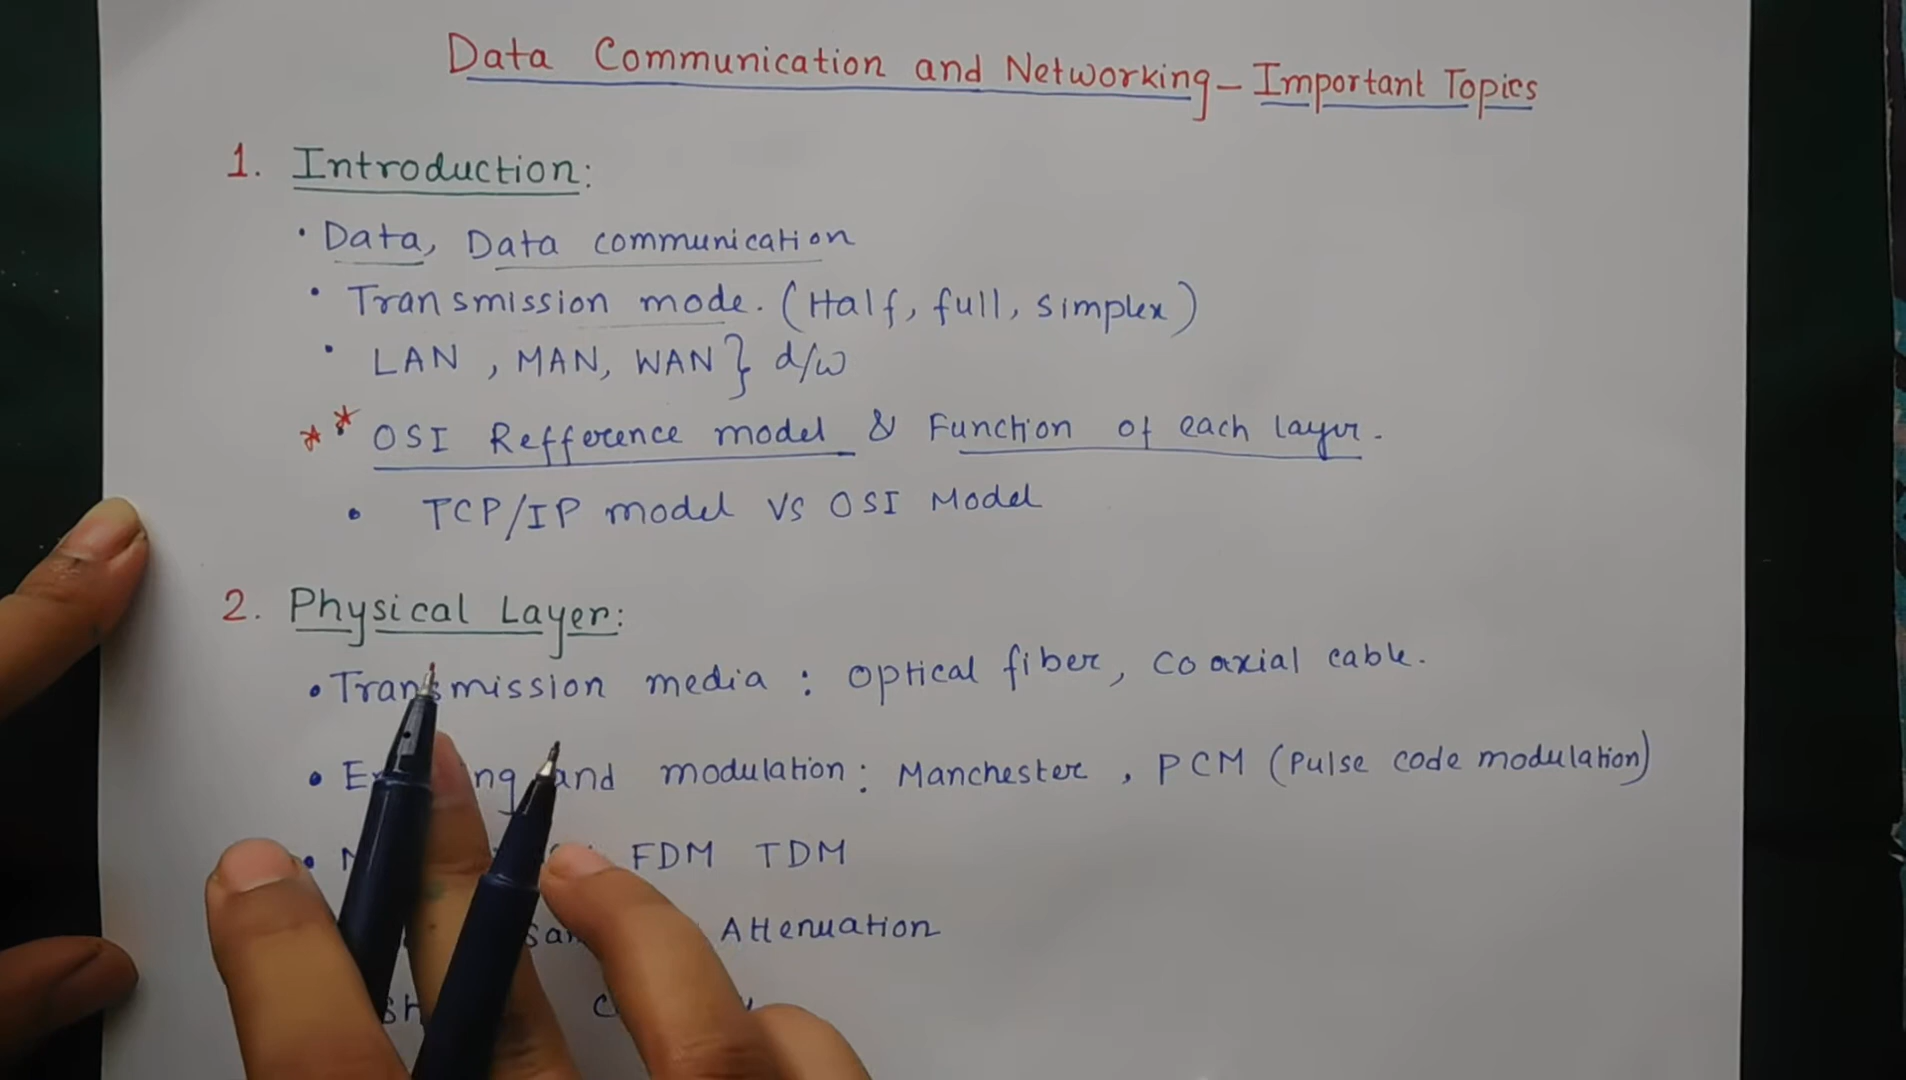 Data Communication and Networking - Important Topics
1. Introduction:
• Data, Data communication
• Transmission mode. (Half, full, simplex)
• LAN, MAN, WAN } d/w
** OSI Refference model & Function of each layer.
• TCP/IP model vs OSI Model
2. Physical Layer:
• Transmission media : Optical fiber, Coaxial cable.
• and modulation: Manchester, PCM (Pulse code modulation)
• FDM TDM
Attenuation